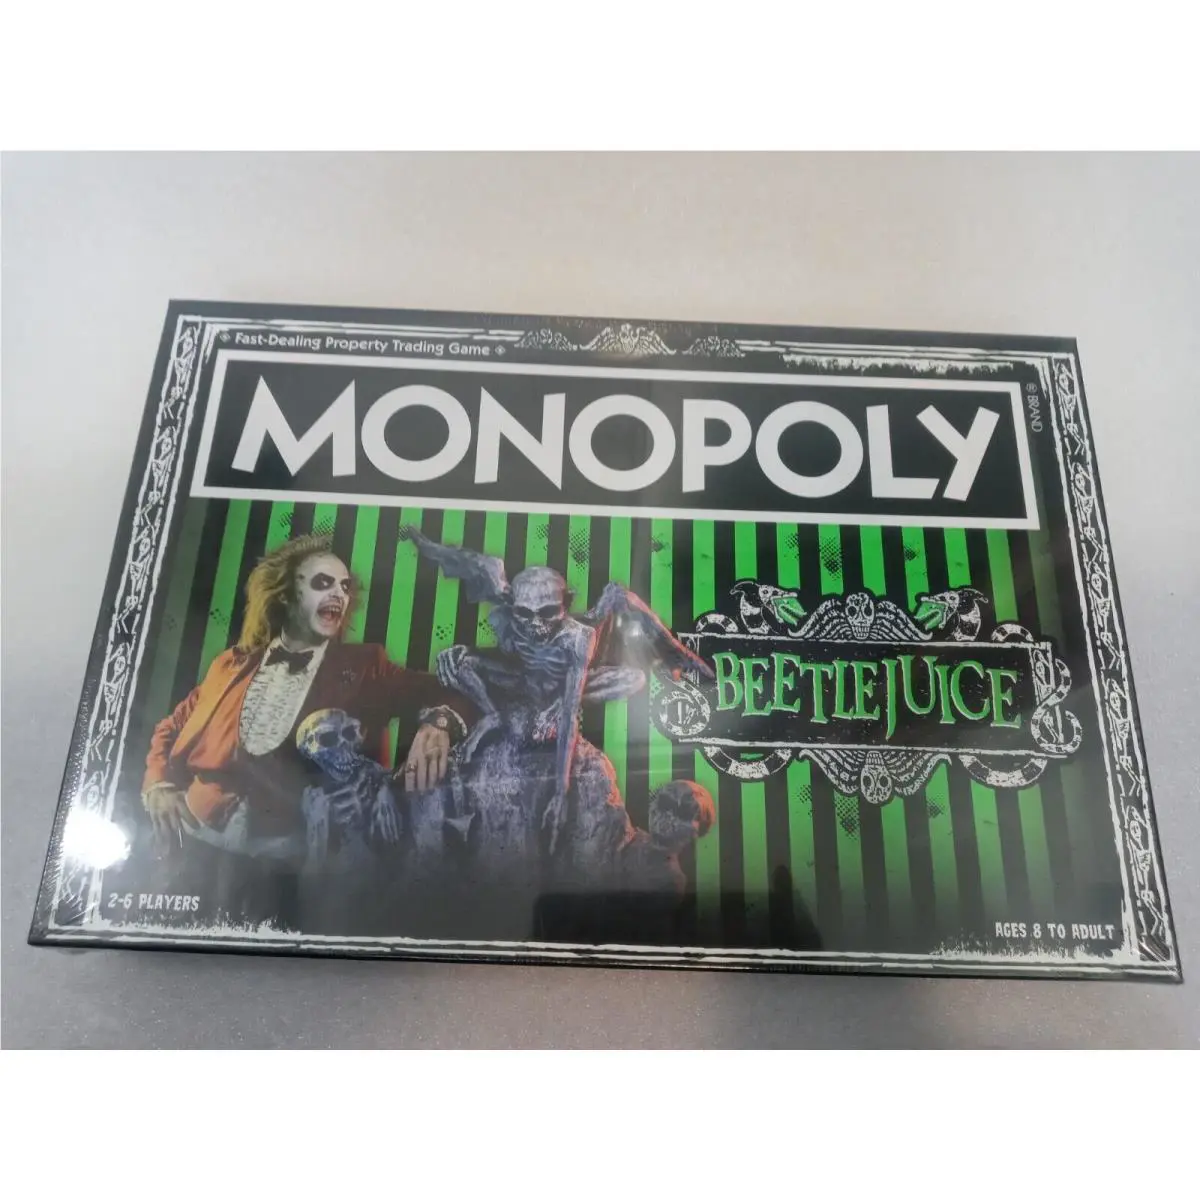 Fast-Dealing Property Trading Game
MONOPOLY
® BRAND
BEETLEJUICE
2-6 PLAYERS
AGES 8 TO ADULT